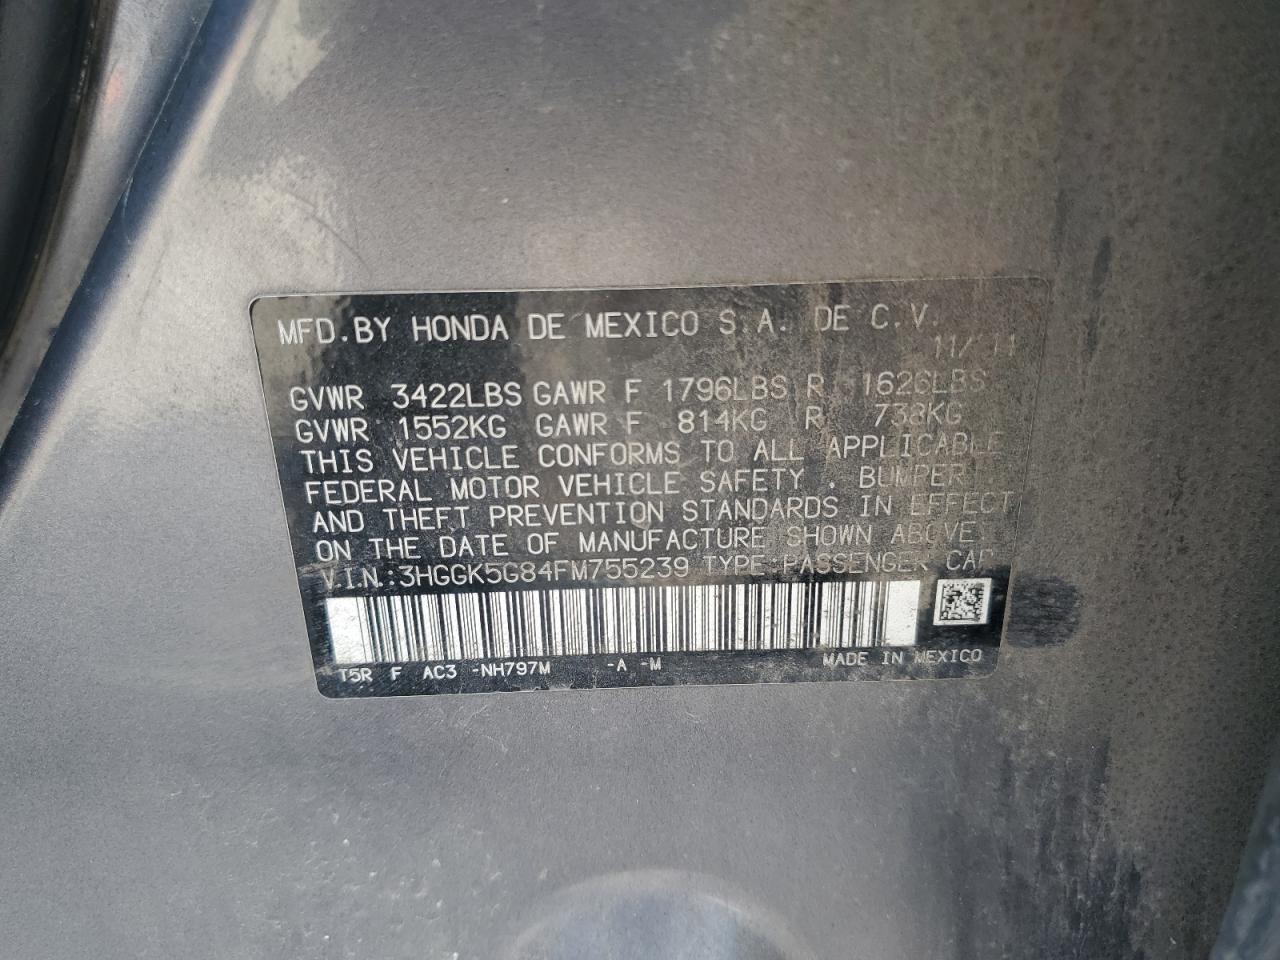 MFD.BY HONDA DE MEXICO S.A. DE C.V.
GVWR 3422LBS GAWR F 1796LBS R 1626LBS
GVWR 1552KG GAWR F 814KG R 738KG
THIS VEHICLE CONFORMS TO ALL APPLICABLE
FEDERAL MOTOR VEHICLE SAFETY , BUMPER
AND THEFT PREVENTION STANDARDS IN EFFECT
ON THE DATE OF MANUFACTURE SHOWN ABOVE.
V.I.N.:3HGGK5G84FM755239 TYPE:PASSENGER CAR
T5R F AC3 -NH797M -A -M MADE IN MEXICO